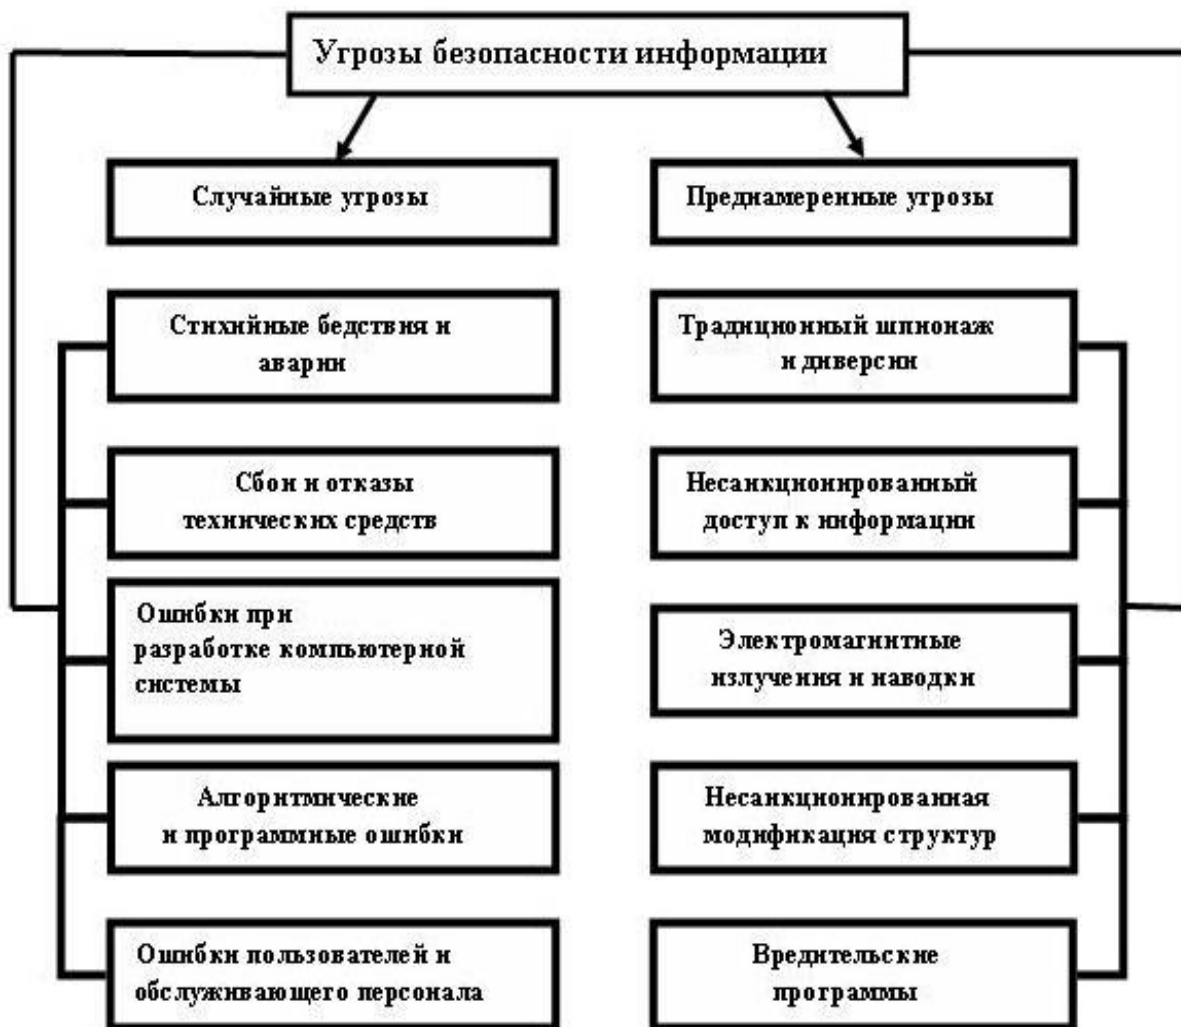 Угрозы безопасности информации
Случайные угрозы
Преднамеренные угрозы
Стихийные бедствия и
аварии
Традиционный шпионаж
и диверсии
Сбои и отказы
технических средств
Несанкционированный
доступ к информации
Ошибки при
разработке компьютерной
системы
Электромагнитные
излучения и наводки
Алгоритмические
и программные ошибки
Несанкционированная
модификация структур
Ошибки пользователей и
обслуживающего персонала
Вредительские
программы